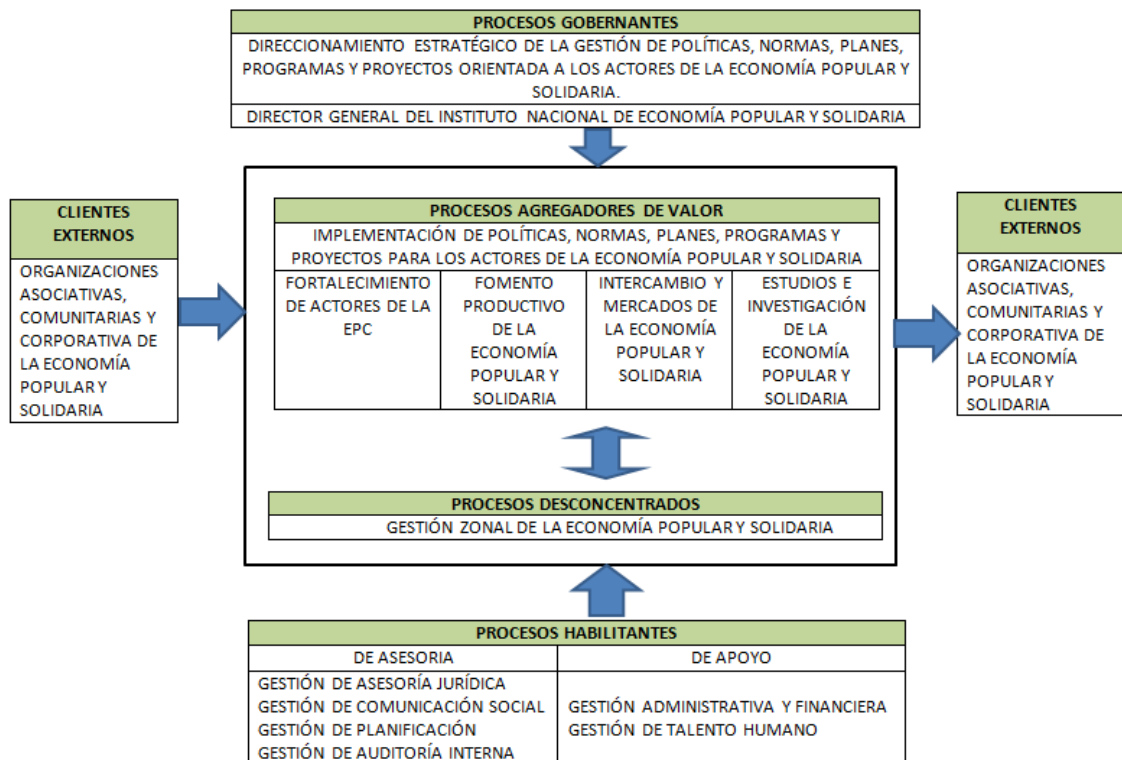 PROCESOS GOBERNANTES
DIRECCIONAMIENTO ESTRATÉGICO DE LA GESTIÓN DE POLÍTICAS, NORMAS, PLANES,
PROGRAMAS Y PROYECTOS ORIENTADA A LOS ACTORES DE LA ECONOMÍA POPULAR Y
SOLIDARIA.
DIRECTOR GENERAL DEL INSTITUTO NACIONAL DE ECONOMÍA POPULAR Y SOLIDARIA
CLIENTES
EXTERNOS
ORGANIZACIONES
ASOCIATIVAS,
COMUNITARIAS Y
CORPORATIVA DE
LA ECONOMÍA
POPULAR Y
SOLIDARIA
PROCESOS AGREGADORES DE VALOR
IMPLEMENTACIÓN DE POLÍTICAS, NORMAS, PLANES, PROGRAMAS Y
PROYECTOS PARA LOS ACTORES DE LA ECONOMÍA POPULAR Y SOLIDARIA
FORTALECIMIENTO
DE ACTORES DE LA
EPC
FOMENTO
PRODUCTIVO
DE LA
ECONOMÍA
POPULAR Y
SOLIDARIA
INTERCAMBIO Y
MERCADOS DE
LA ECONOMÍA
POPULAR Y
SOLIDARIA
ESTUDIOS E
INVESTIGACIÓN
DE LA
ECONOMÍA
POPULAR Y
SOLIDARIA
PROCESOS DESCONCENTRADOS
GESTIÓN ZONAL DE LA ECONOMÍA POPULAR Y SOLIDARIA
CLIENTES
EXTERNOS
ORGANIZACIONES
ASOCIATIVAS,
COMUNITARIAS Y
CORPORATIVA DE
LA ECONOMÍA
POPULAR Y
SOLIDARIA
PROCESOS HABILITANTES
DE ASESORIA
GESTIÓN DE ASESORÍA JURÍDICA
GESTIÓN DE COMUNICACIÓN SOCIAL
GESTIÓN DE PLANIFICACIÓN
GESTIÓN DE AUDITORÍA INTERNA
DE APOYO
GESTIÓN ADMINISTRATIVA Y FINANCIERA
GESTIÓN DE TALENTO HUMANO